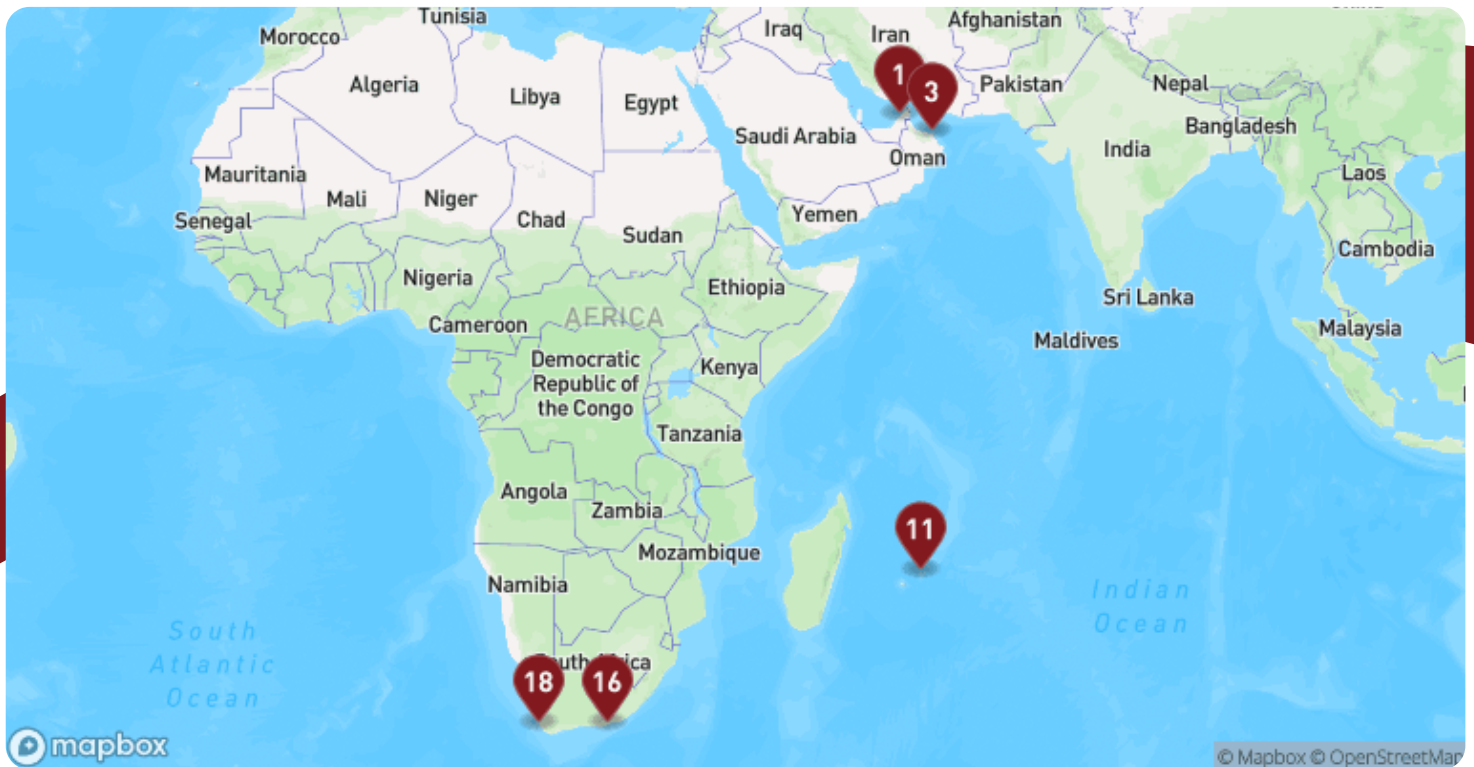 Tunisia
Morocco
Iraq
Iran
Afghanistan
Algeria
Libya
Egypt
1
3
Pakistan
Nepal
Saudi Arabia
Oman
Bangladesh
India
Laos
Mauritania
Mali
Niger
Chad
Senegal
Yemen
Sudan
Cambodia
Nigeria
Ethiopia
Sri Lanka
Cameroon
AFRICA
Maldives
Malaysia
Democratic
Republic of
the Congo
Kenya
Tanzania
Angola
Zambia
11
Mozambique
Namibia
Indian
Ocean
South
Atlantic
Ocean
18
16
mapbox
© Mapbox © OpenStreetMap